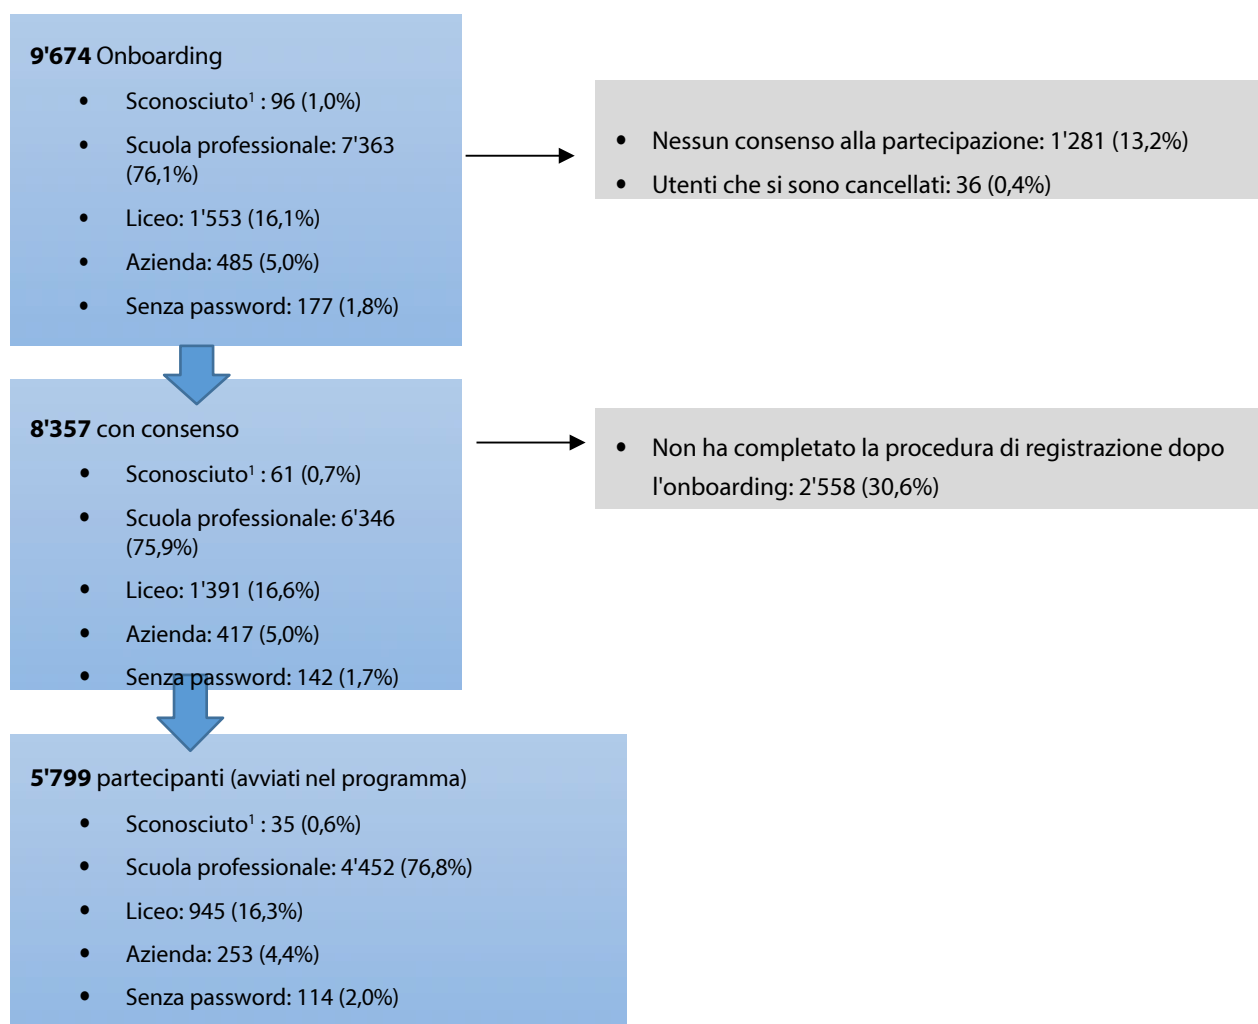 9'674 Onboarding
• Sconosciuto¹ : 96 (1,0%)
• Scuola professionale: 7'363
(76,1%)
• Liceo: 1'553 (16,1%)
• Azienda: 485 (5,0%)
• Senza password: 177 (1,8%)
• Nessun consenso alla partecipazione: 1'281 (13,2%)
• Utenti che si sono cancellati: 36 (0,4%)
8'357 con consenso
• Sconosciuto¹ : 61 (0,7%)
• Scuola professionale: 6'346
(75,9%)
• Liceo: 1'391 (16,6%)
• Azienda: 417 (5,0%)
• Senza password: 142 (1,7%)
• Non ha completato la procedura di registrazione dopo
l'onboarding: 2'558 (30,6%)
5'799 partecipanti (avviati nel programma)
• Sconosciuto¹ : 35 (0,6%)
• Scuola professionale: 4'452 (76,8%)
• Liceo: 945 (16,3%)
• Azienda: 253 (4,4%)
• Senza password: 114 (2,0%)